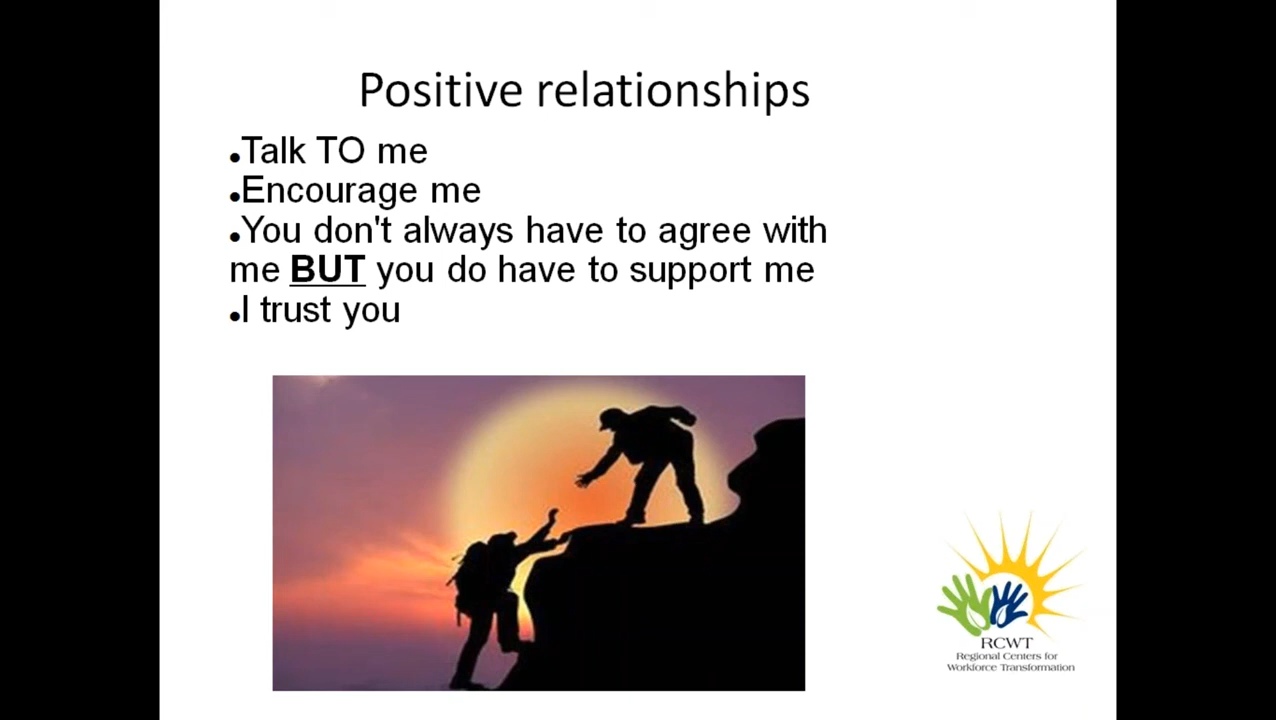 Positive relationships
●Talk TO me
●Encourage me
●You don't always have to agree with
me BUT you do have to support me
●I trust you
RCWT
Regional Centers for
Workforce Transformation